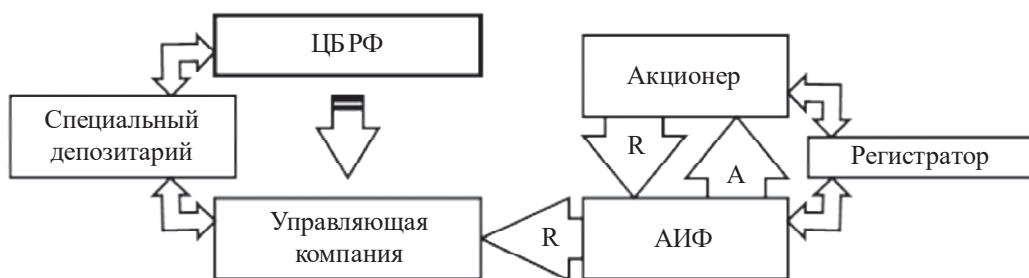 ЦБ РФ
Акционер
Специальный
депозитарий
R
A
Регистратор
Управляющая
компания
R
АИФ